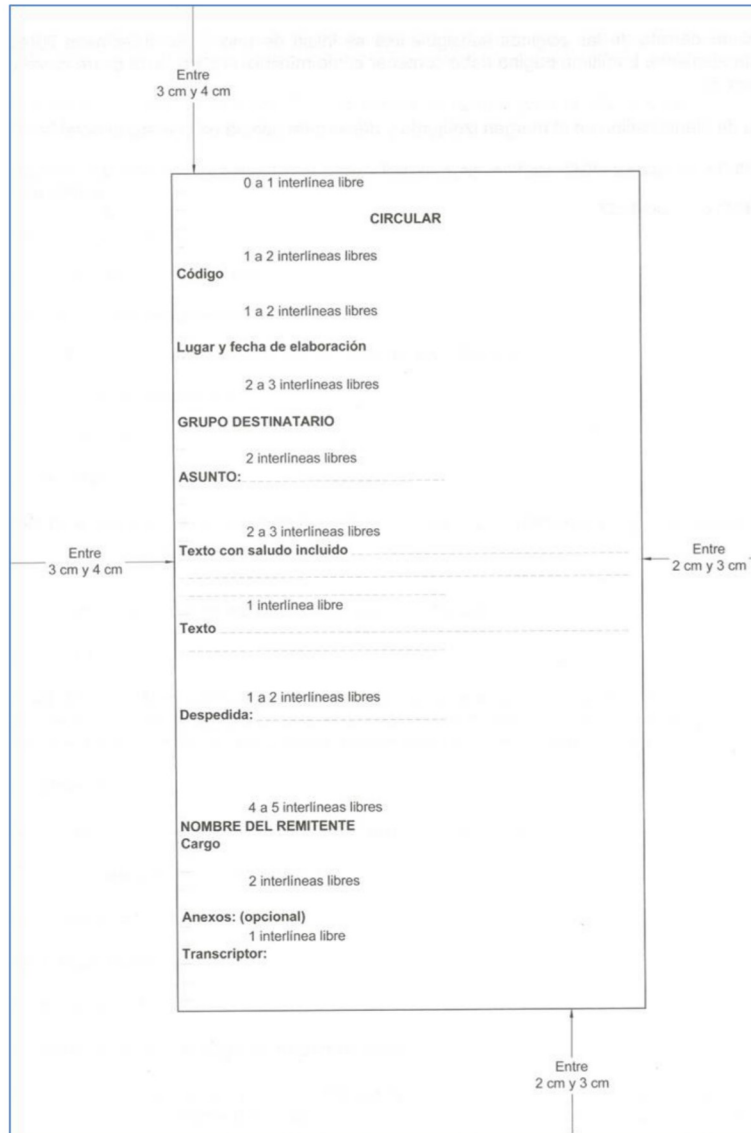 Entre
3 cm y 4 cm
0 a 1 interlínea libre
CIRCULAR
1 a 2 interlíneas libres
Código
1 a 2 interlíneas libres
Lugar y fecha de elaboración
2 a 3 interlíneas libres
GRUPO DESTINATARIO
2 interlíneas libres
ASUNTO:
2 a 3 interlíneas libres
Texto con saludo incluido
Entre
3 cm y 4 cm
Entre
2 cm y 3 cm
1 interlínea libre
Texto
1 a 2 interlíneas libres
Despedida:
4 a 5 interlíneas libres
NOMBRE DEL REMITENTE
Cargo
2 interlíneas libres
Anexos: (opcional)
1 interlínea libre
Transcriptor:
Entre
2 cm y 3 cm